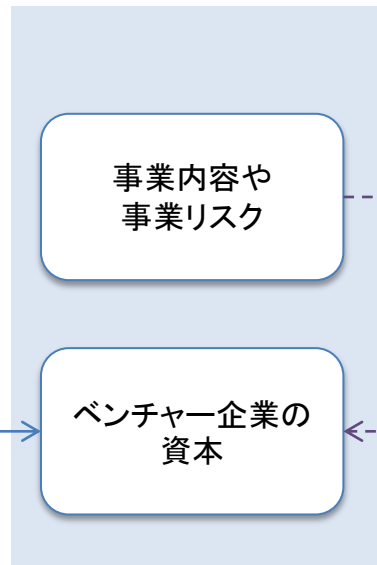 事業内容や
事業リスク
ベンチャー企業の
資本